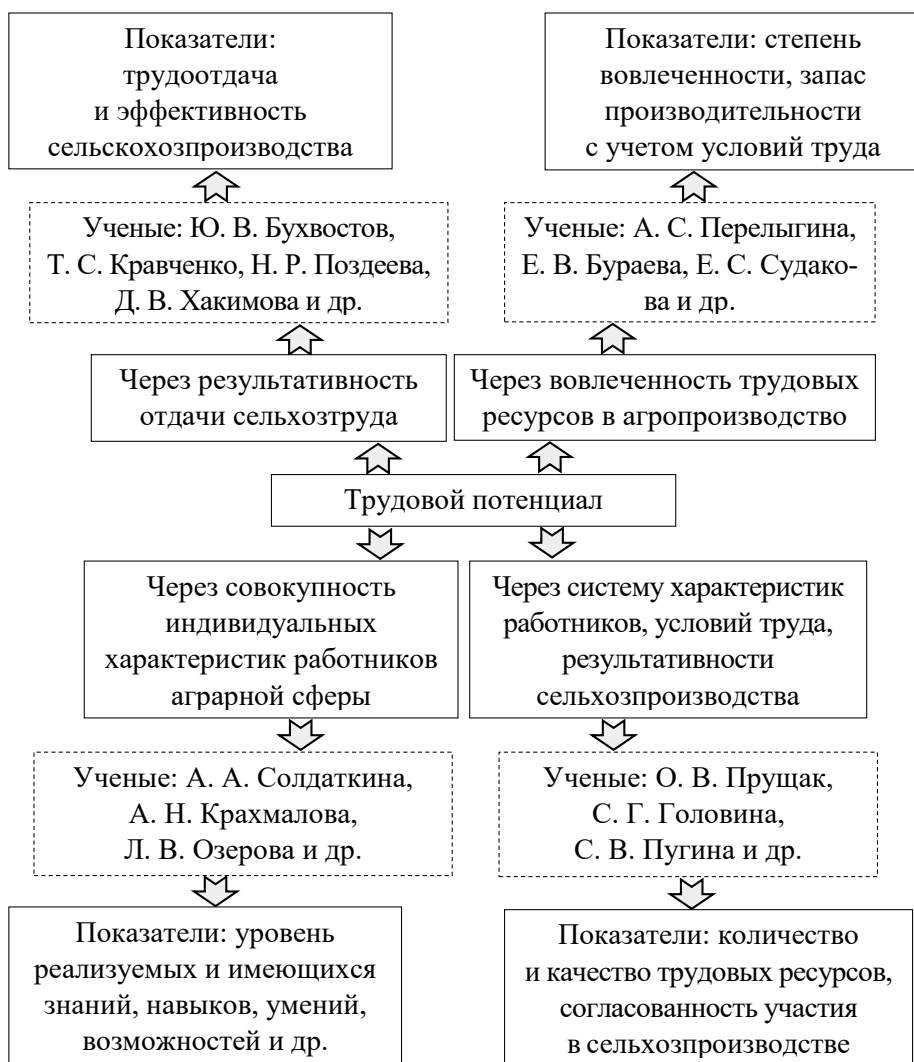 Показатели:
трудоотдача
и эффективность
сельскохозпроизводства
Показатели: степень
вовлеченности, запас
производительности
с учетом условий труда
Ученые: Ю. В. Бухвостов,
Т. С. Кравченко, Н. Р. Поздеева,
Д. В. Хакимова и др.
Ученые: А. С. Перелыгина,
Е. В. Бураева, Е. С. Судако-
ва и др.
Через результативность
отдачи сельхозтруда
Через вовлеченность трудовых
ресурсов в агропроизводство
Трудовой потенциал
Через совокупность
индивидуальных
характеристик работников
аграрной сферы
Через систему характеристик
работников, условий труда,
результативности
сельхозпроизводства
Ученые: А. А. Солдаткина,
А. Н. Крахмалова,
Л. В. Озерова и др.
Ученые: О. В. Прущак,
С. Г. Головина,
С. В. Пугина и др.
Показатели: уровень
реализуемых и имеющихся
знаний, навыков, умений,
возможностей и др.
Показатели: количество
и качество трудовых ресурсов,
согласованность участия
в сельхозпроизводстве